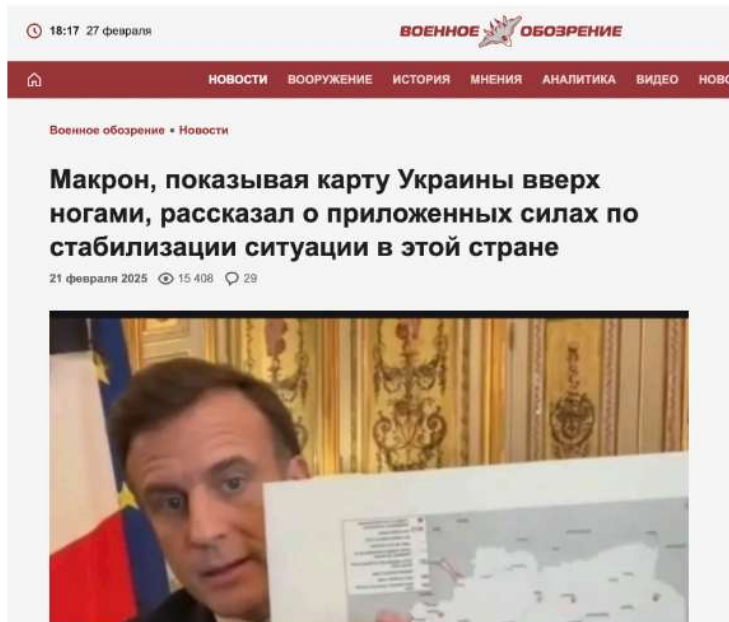 18:17 27 февраля
ВОЕННОЕ ОБОЗРЕНИЕ
НОВОСТИ ВООРУЖЕНИЕ ИСТОРИЯ МНЕНИЯ АНАЛИТИКА ВИДЕО НОВО
Военное обозрение • Новости
Макрон, показывая карту Украины вверх
ногами, рассказал о приложенных силах по
стабилизации ситуации в этой стране
21 февраля 2025 15 408 29